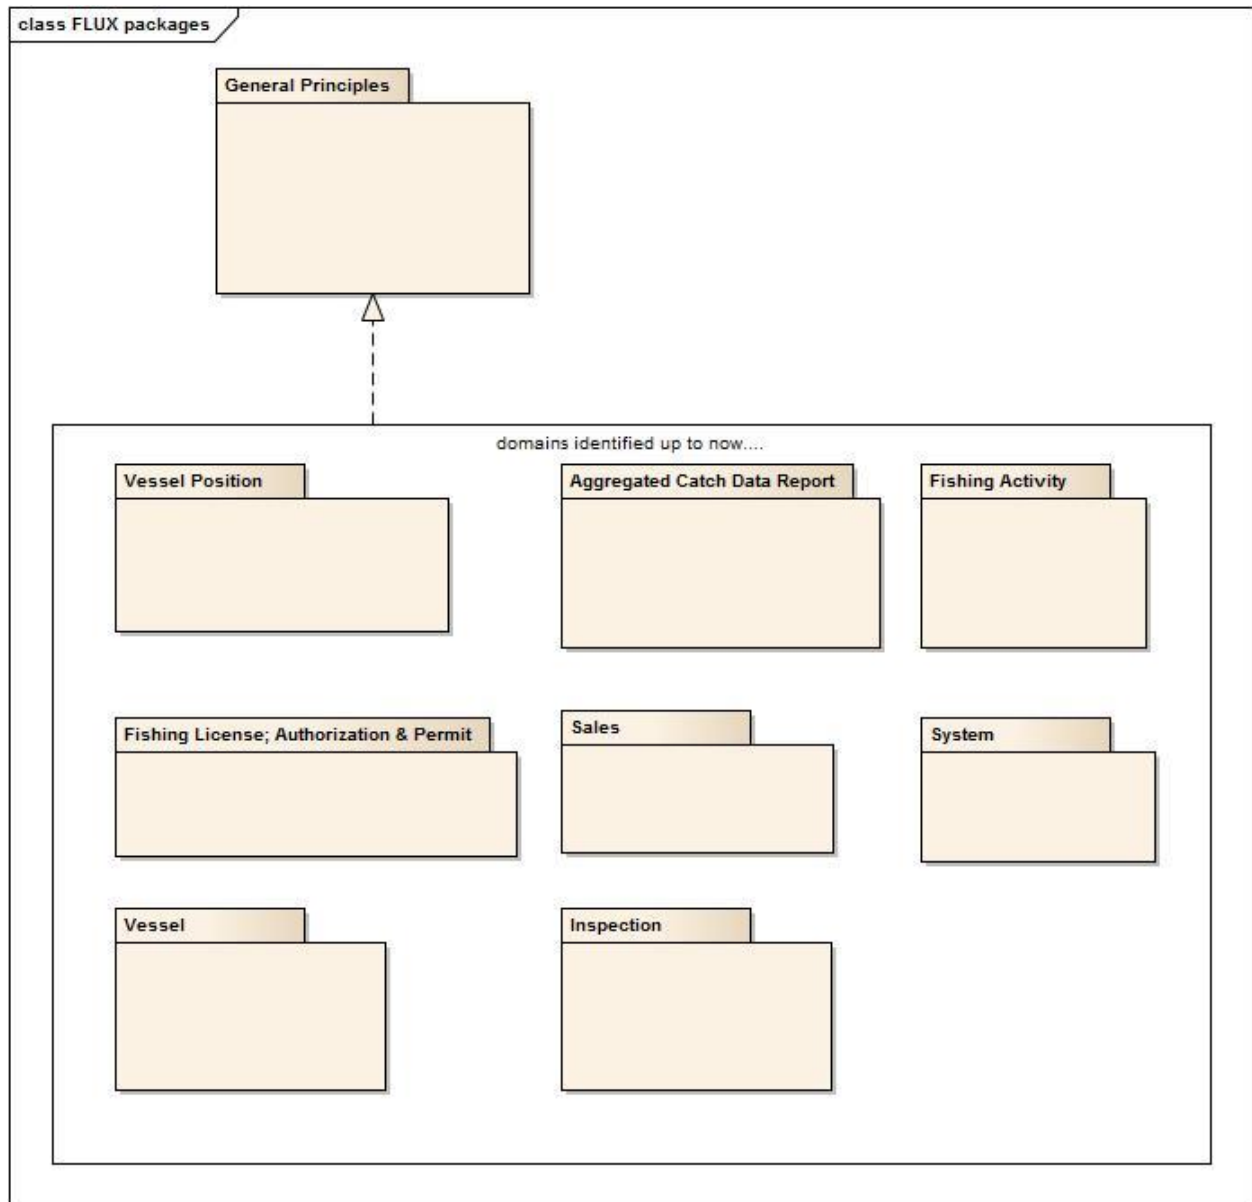 class FLUX packages
General Principles
domains identified up to now....
Vessel Position
Aggregated Catch Data Report
Fishing Activity
Fishing License; Authorization & Permit
Sales
System
Vessel
Inspection